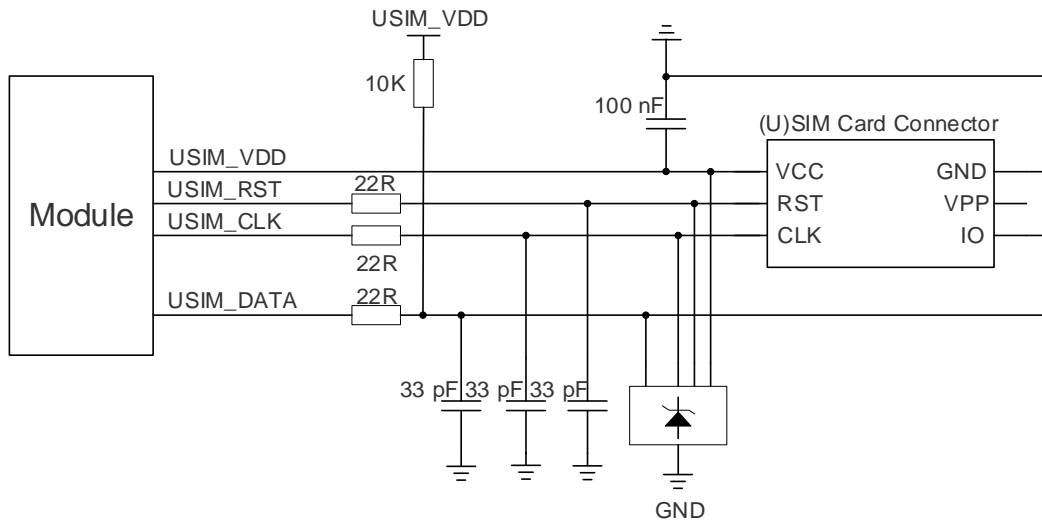 USIM_VDD
10K
100 nF
(U)SIM Card Connector
USIM_VDD
VCC
GND
USIM_RST
22R
RST
VPP
Module
USIM_CLK
CLK
IO
22R
USIM_DATA
22R
33 pF 33 pF 33 pF
GND